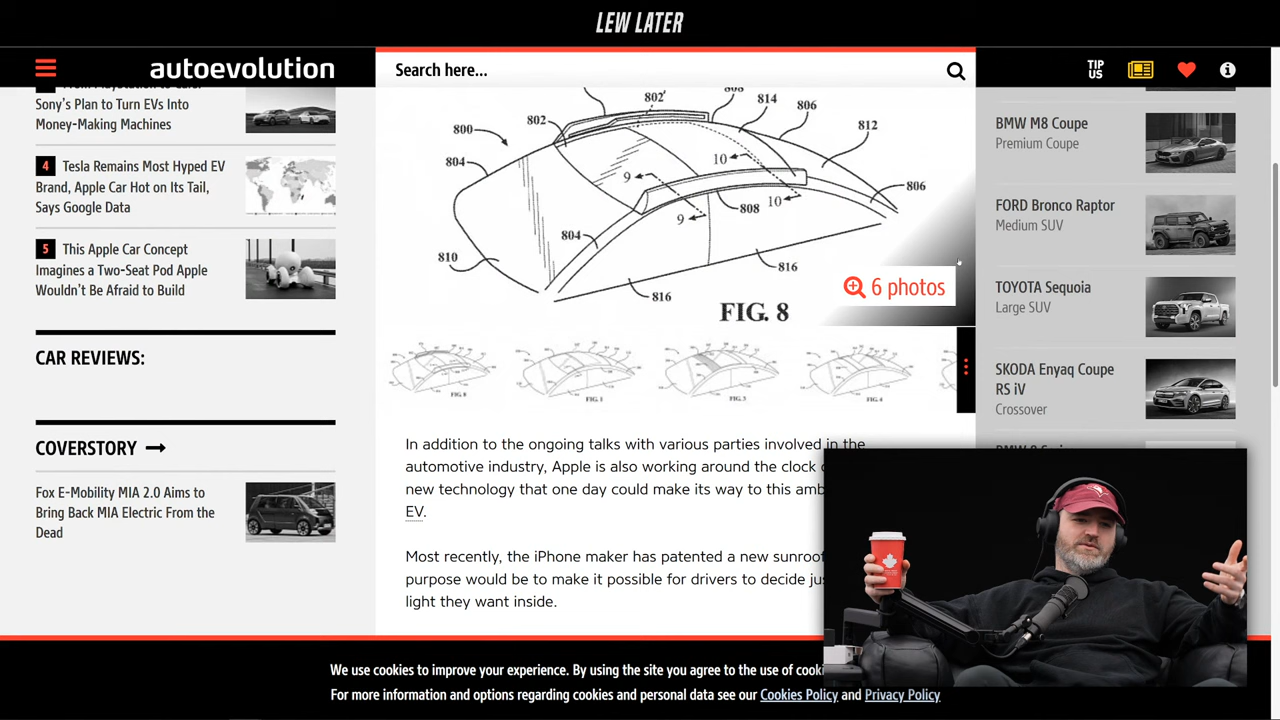 LEW LATER
autoevolution
Search here...
TIP
US
Sony's Plan to Turn EVs Into
Money-Making Machines
4 Tesla Remains Most Hyped EV
Brand, Apple Car Hot on Its Tail,
Says Google Data
5 This Apple Car Concept
Imagines a Two-Seat Pod Apple
Wouldn't Be Afraid to Build
CAR REVIEWS:
COVERSTORY
Fox E-Mobility MIA 2.0 Aims to
Bring Back MIA Electric From the
Dead
800
802
802'
808
814
806
812
804
10
9
806
808
10
9
804
810
816
816
FIG. 8
6 photos
In addition to the ongoing talks with various parties involved in the
automotive industry, Apple is also working around the clock
new technology that one day could make its way to this
EV.
Most recently, the iPhone maker has patented a new
purpose would be to make it possible for drivers to decide
light they want inside.
BMW M8 Coupe
Premium Coupe
FORD Bronco Raptor
Medium SUV
TOYOTA Sequoia
Large SUV
SKODA Enyaq Coupe
RS iV
Crossover
We use cookies to improve your experience. By using the site you agree to the use of
For more information and options regarding cookies and personal data see our Cookies Policy and Privacy Policy